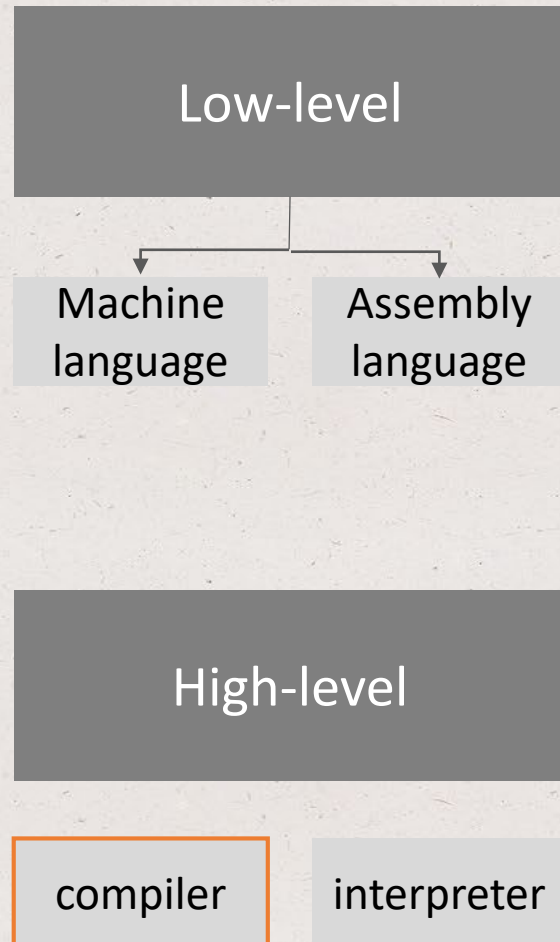 Low-level
Machine
language
Assembly
language
High-level
compiler
interpreter